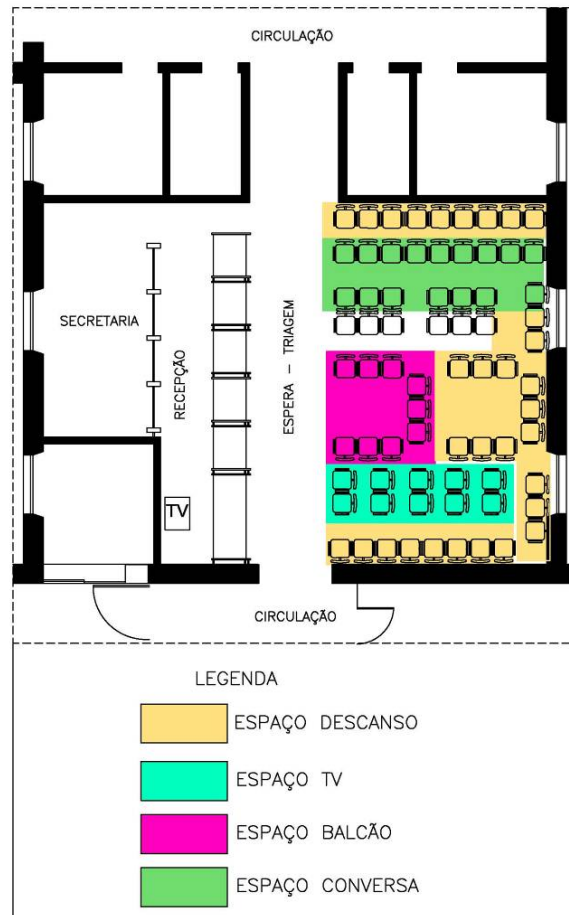 CIRCULAÇÃO
SECRETARIA
RECEPÇÃO
ESPERA – TRIAGEM
TV
CIRCULAÇÃO
LEGENDA
ESPAÇO DESCANSO
ESPAÇO TV
ESPAÇO BALCÃO
ESPAÇO CONVERSA